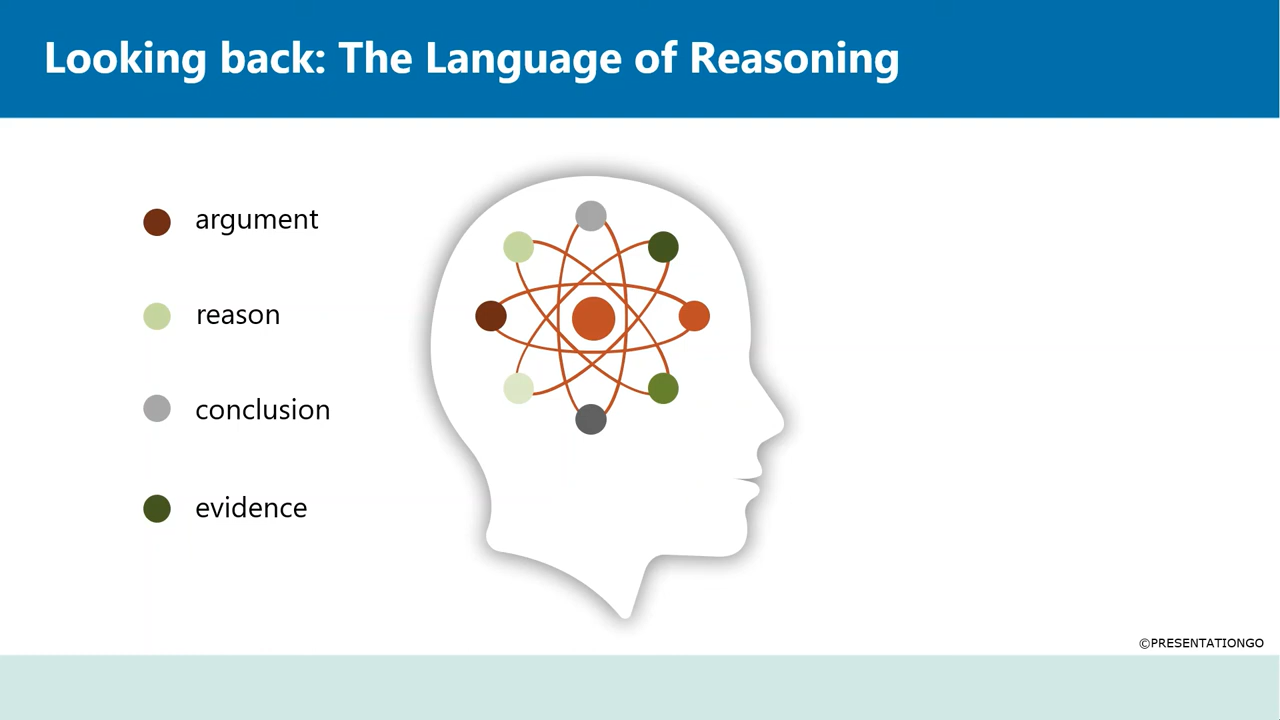 Looking back: The Language of Reasoning
argument
reason
conclusion
evidence
©PRESENTATIONGO